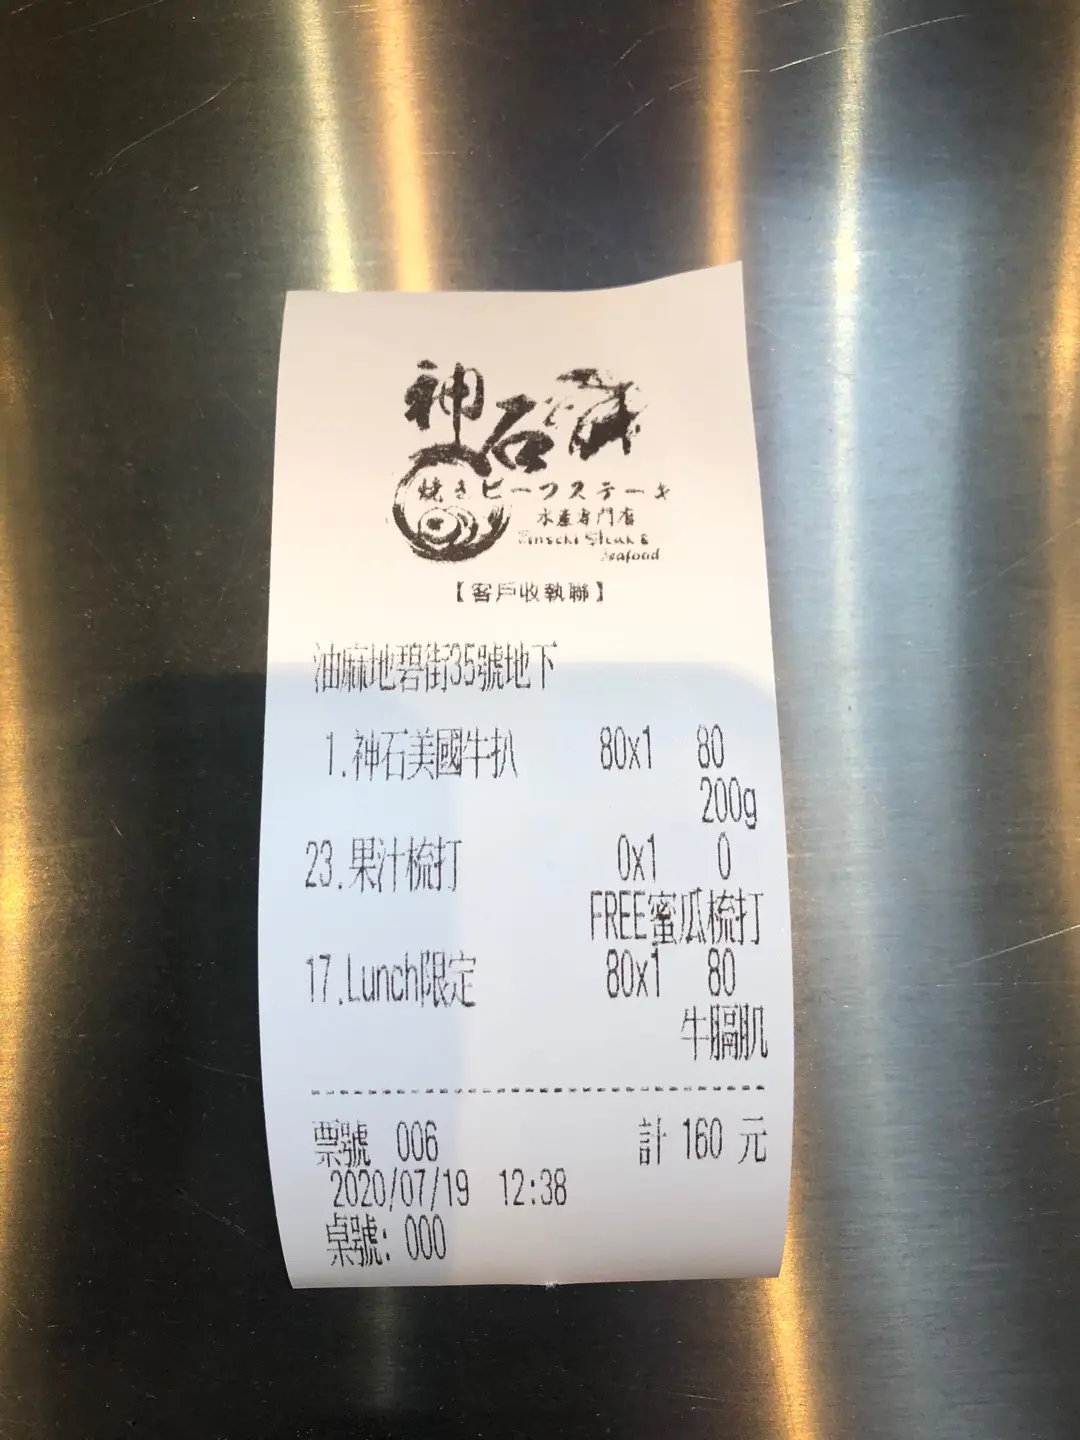 神石
焼きビーフステーキ
水產專門店
Zinseki Steak &
Seafood
【客戶收執聯】
油麻地碧街35號地下
1.神石美國牛扒 80x1 80
200g
23.果汁梳打 0x1 0
FREE蜜瓜梳打
17.Lunch限定 80x1 80
牛膈肌
票號 006 計 160 元
2020/07/19 12:38
桌號: 000